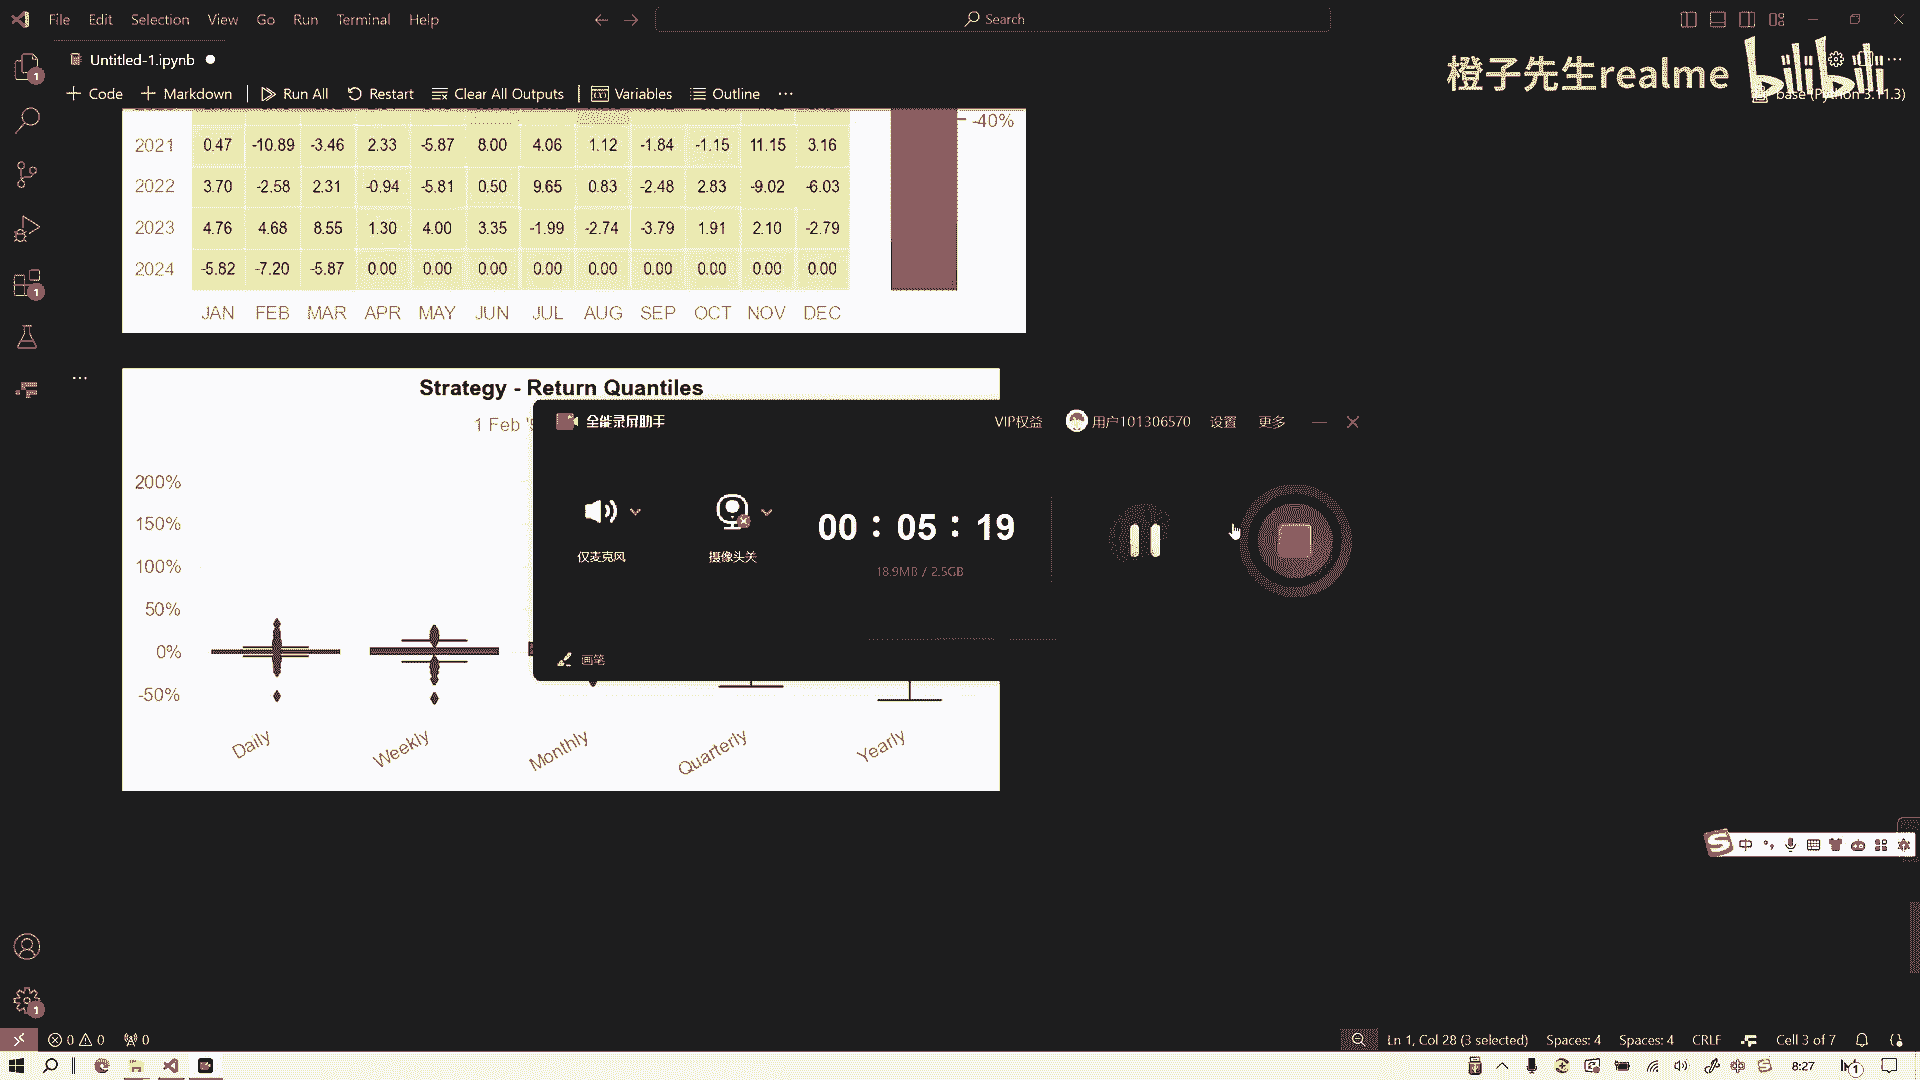 File Edit Selection View Go Run Terminal Help
Search
Untitled-1.ipynb
橙子先生realme bilibili
Code Markdown Run All Restart Clear All Outputs Variables Outline ...
base (Python 3.11.3)
-40%
2021 0.47 -10.89 -3.46 2.33 -5.87 8.00 4.06 1.12 -1.84 -1.15 11.15 3.16
2022 3.70 -2.58 2.31 -0.94 -5.81 0.50 9.65 0.83 -2.48 2.83 -9.02 -6.03
2023 4.76 4.68 8.55 1.30 4.00 3.35 -1.99 -2.74 -3.79 1.91 2.10 -2.79
2024 -5.82 -7.20 -5.87 0.00 0.00 0.00 0.00 0.00 0.00 0.00 0.00 0.00
JAN FEB MAR APR MAY JUN JUL AUG SEP OCT NOV DEC
Strategy - Return Quantiles
1 Feb
全能录屏助手
VIP权益 用户101306570 设置 更多
200%
150%
100%
50%
0%
-50%
00:05:19
仅麦克风 摄像头关
18.9MB / 2.5GB
画笔
Daily Weekly Monthly Quarterly Yearly
中
0 0 0
Ln 1, Col 28 (3 selected) Spaces: 4 Spaces: 4 CRLF Cell 3 of 7
8:27